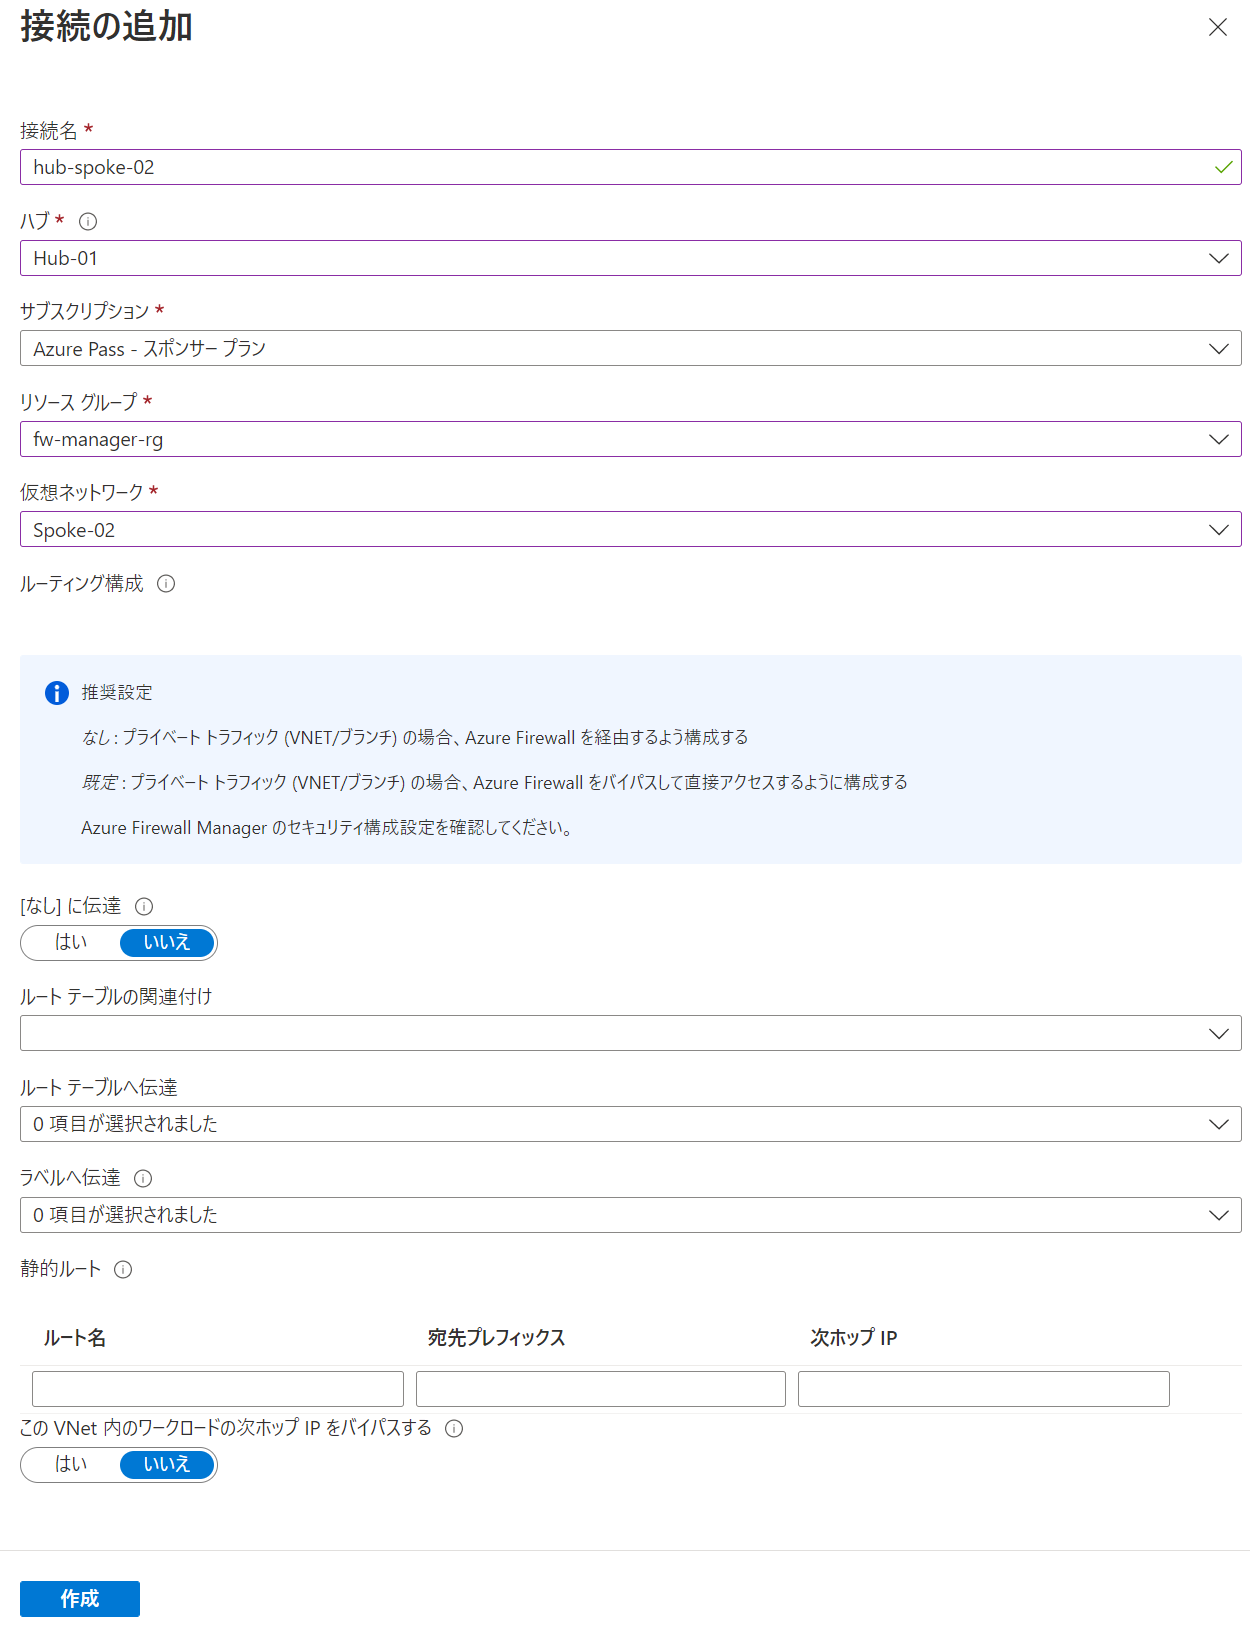 接続の追加
接続名 *
hub-spoke-02
ハブ *
Hub-01
サブスクリプション *
Azure Pass - スポンサー プラン
リソース グループ *
fw-manager-rg
仮想ネットワーク *
Spoke-02
ルーティング構成
推奨設定
なし : プライベート トラフィック (VNET/ブランチ) の場合、Azure Firewall を経由するよう構成する
既定 : プライベート トラフィック (VNET/ブランチ) の場合、Azure Firewall をバイパスして直接アクセスするように構成する
Azure Firewall Manager のセキュリティ構成設定を確認してください。
[なし] に伝達
はい いいえ
ルート テーブルの関連付け
ルート テーブルへ伝達
0 項目が選択されました
ラベルへ伝達
0 項目が選択されました
静的ルート
ルート名 宛先プレフィックス 次ホップ IP
この VNet 内のワークロードの次ホップ IP をバイパスする
はい いいえ
作成